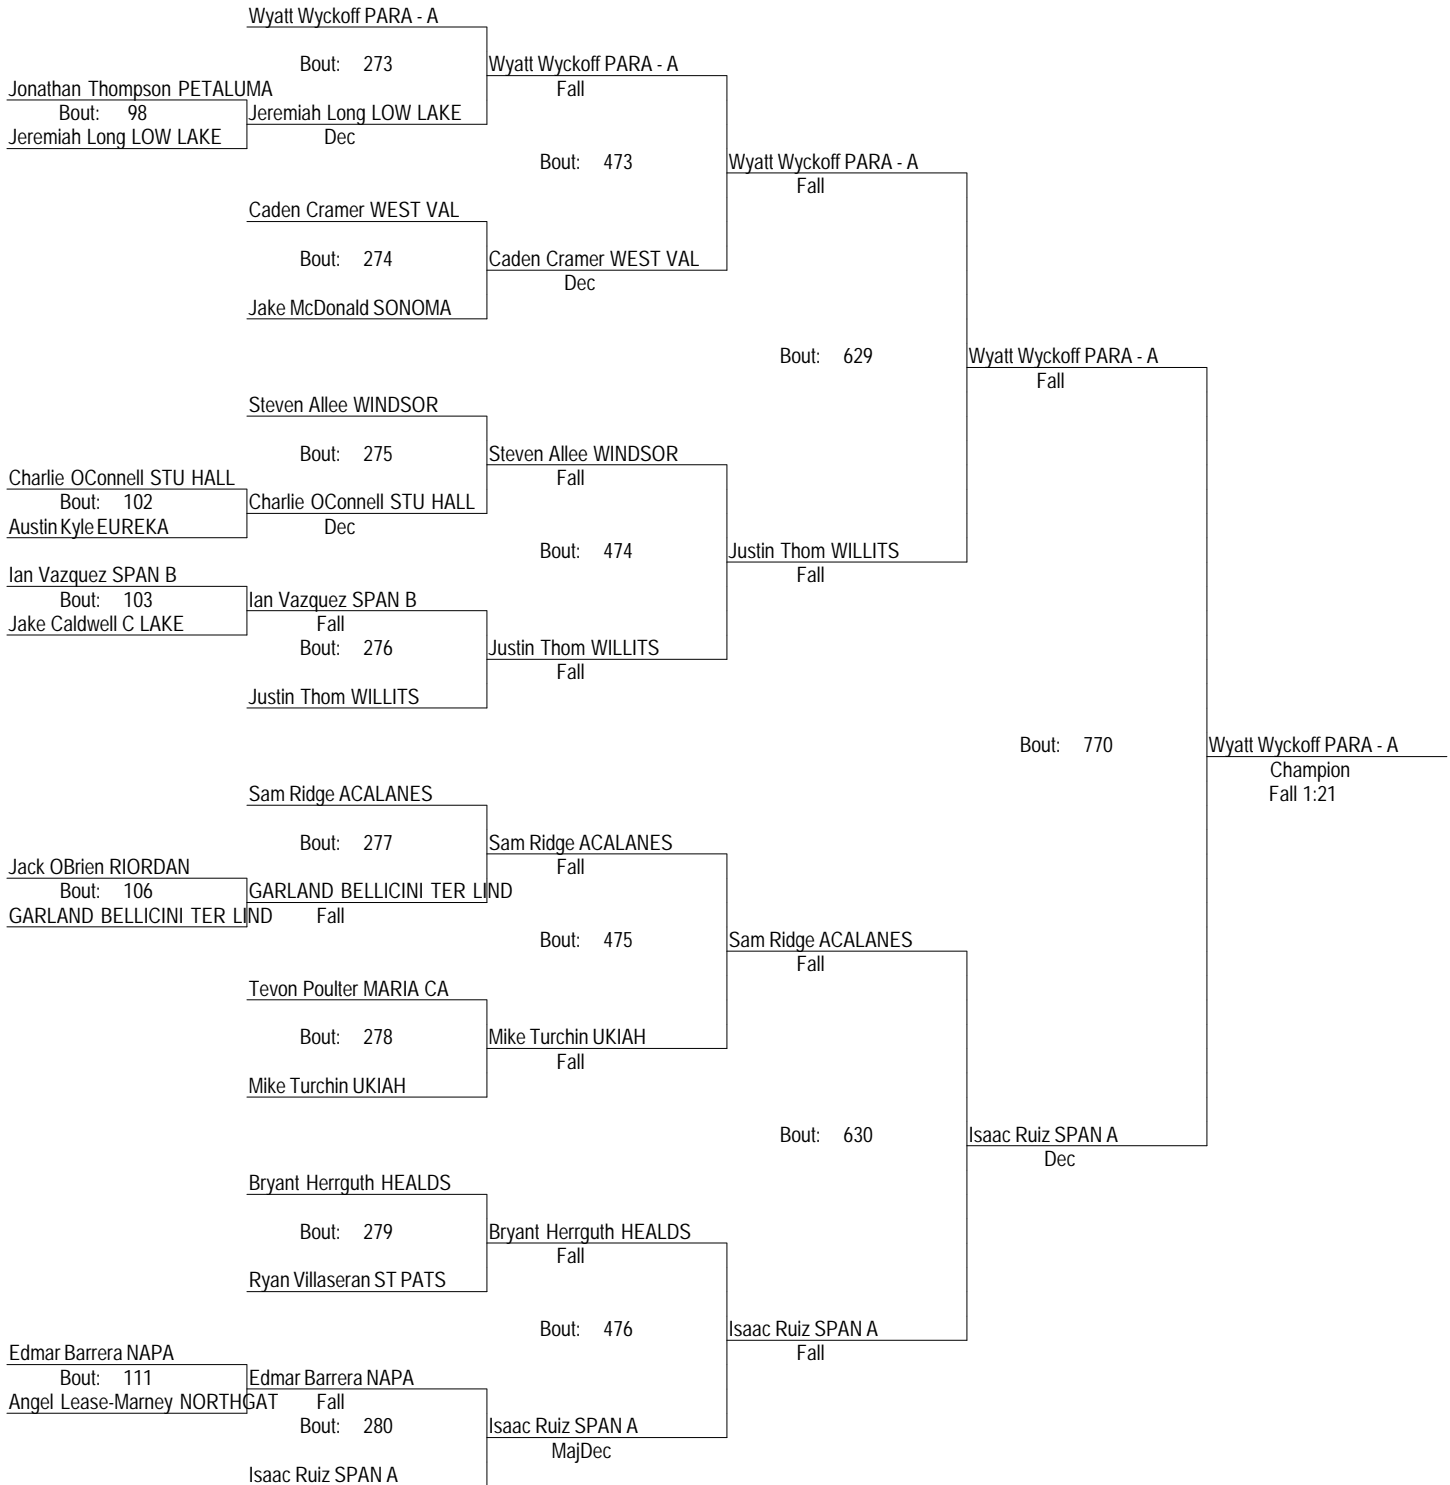 Wyatt Wyckoff PARA - A
Bout: 273
Wyatt Wyckoff PARA - A
Fall
Jonathan Thompson PETALUMA
Bout: 98
Jeremiah Long LOW LAKE
Jeremiah Long LOW LAKE
Dec
Bout: 473
Wyatt Wyckoff PARA - A
Fall
Caden Cramer WEST VAL
Bout: 274
Caden Cramer WEST VAL
Dec
Jake McDonald SONOMA
Bout: 629
Wyatt Wyckoff PARA - A
Fall
Steven Allee WINDSOR
Bout: 275
Steven Allee WINDSOR
Fall
Charlie OConnell STU HALL
Bout: 102
Charlie OConnell STU HALL
Austin Kyle EUREKA
Dec
Bout: 474
Justin Thom WILLITS
Fall
Ian Vazquez SPAN B
Bout: 103
Ian Vazquez SPAN B
Jake Caldwell C LAKE
Fall
Bout: 276
Justin Thom WILLITS
Fall
Justin Thom WILLITS
Bout: 770
Wyatt Wyckoff PARA - A
Champion
Fall 1:21
Sam Ridge ACALANES
Bout: 277
Sam Ridge ACALANES
Fall
Jack OBrien RIORDAN
Bout: 106
GARLAND BELLICINI TER LIND
GARLAND BELLICINI TER LIND
Fall
Bout: 475
Sam Ridge ACALANES
Fall
Tevon Poulter MARIA CA
Bout: 278
Mike Turchin UKIAH
Fall
Mike Turchin UKIAH
Bout: 630
Isaac Ruiz SPAN A
Dec
Bryant Herrguth HEALDS
Bout: 279
Bryant Herrguth HEALDS
Fall
Ryan Villaseran ST PATS
Bout: 476
Isaac Ruiz SPAN A
Fall
Edmar Barrera NAPA
Bout: 111
Edmar Barrera NAPA
Angel Lease-Marney NORTHGAT
Fall
Bout: 280
Isaac Ruiz SPAN A
MajDec
Isaac Ruiz SPAN A